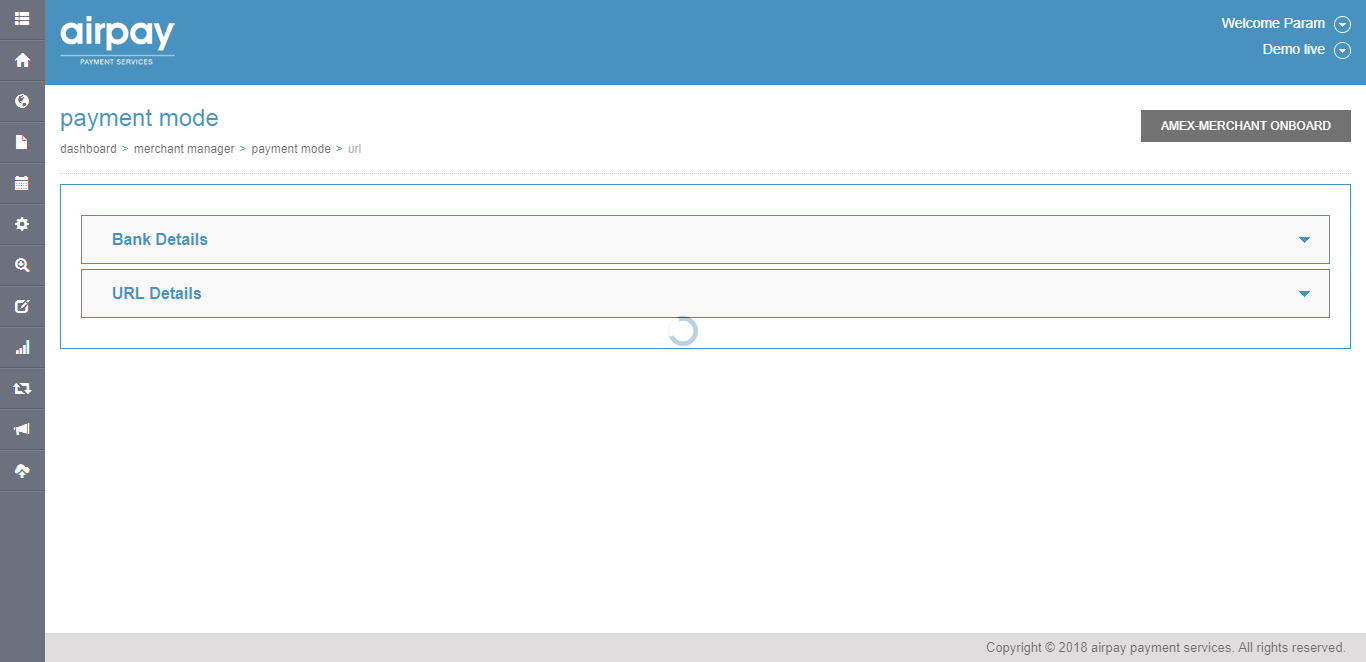 airpay
PAYMENT SERVICES
Welcome Param
Demo live
payment mode
AMEX-MERCHANT ONBOARD
dashboard > merchant manager > payment mode > url
Bank Details
URL Details
Copyright © 2018 airpay payment services. All rights reserved.